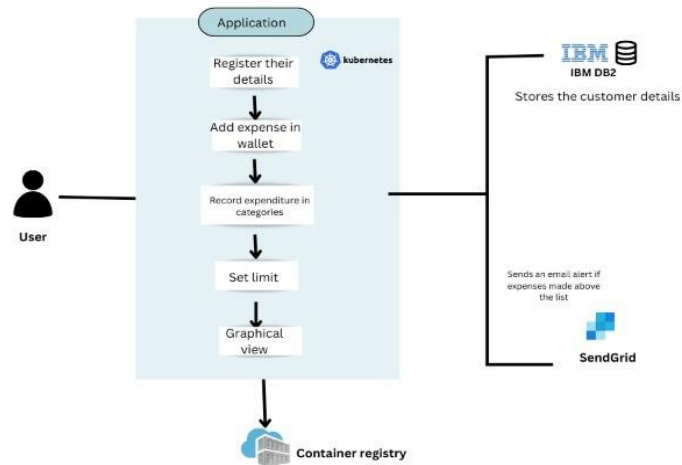 Application
kubernetes
Register their
details
Add expense in
wallet
Record expenditure in
categories
Set limit
Graphical
view
User
Container registry
IBM
IBM DB2
Stores the customer details
Sends an email alert if
expenses made above
the list
SendGrid